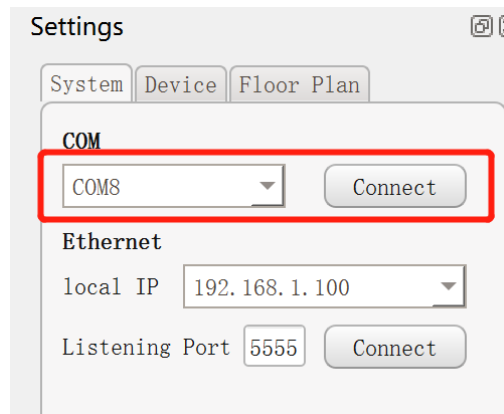 Settings
System Device Floor Plan
COM
COM8 Connect
Ethernet
local IP 192.168.1.100
Listening Port 5555 Connect